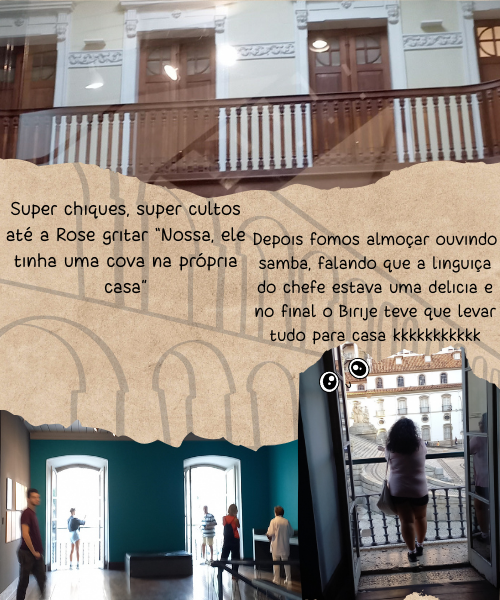 Super chiques, super cultos
até a Rose gritar “Nossa, ele
tinha uma cova na própria
casa”
Depois fomos almoçar ouvindo
samba, falando que a linguiça
do chefe estava uma delicia e
no final o Birije teve que levar
tudo para casa kkkkkkkkkkk